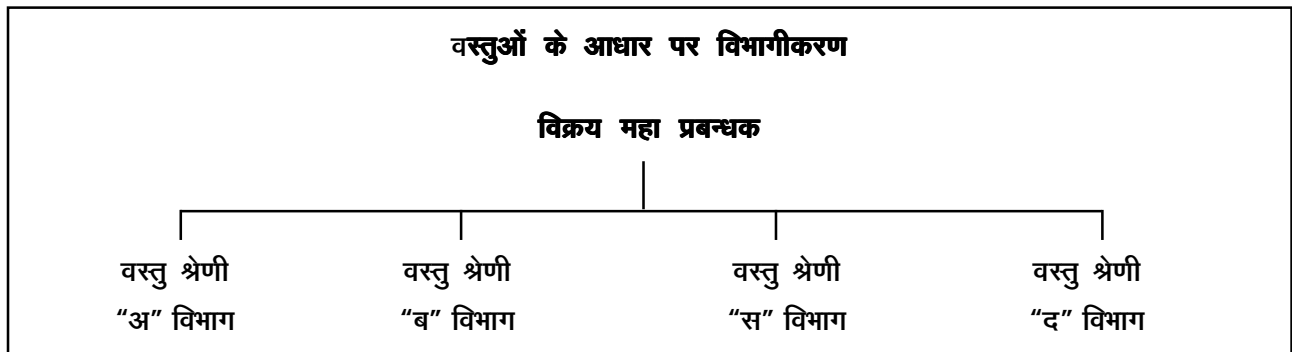 वस्तुओं के आधार पर विभागीकरण
विक्रय महा प्रबन्धक
वस्तु श्रेणी वस्तु श्रेणी वस्तु श्रेणी वस्तु श्रेणी
“अ” विभाग “ब” विभाग “स” विभाग “द” विभाग